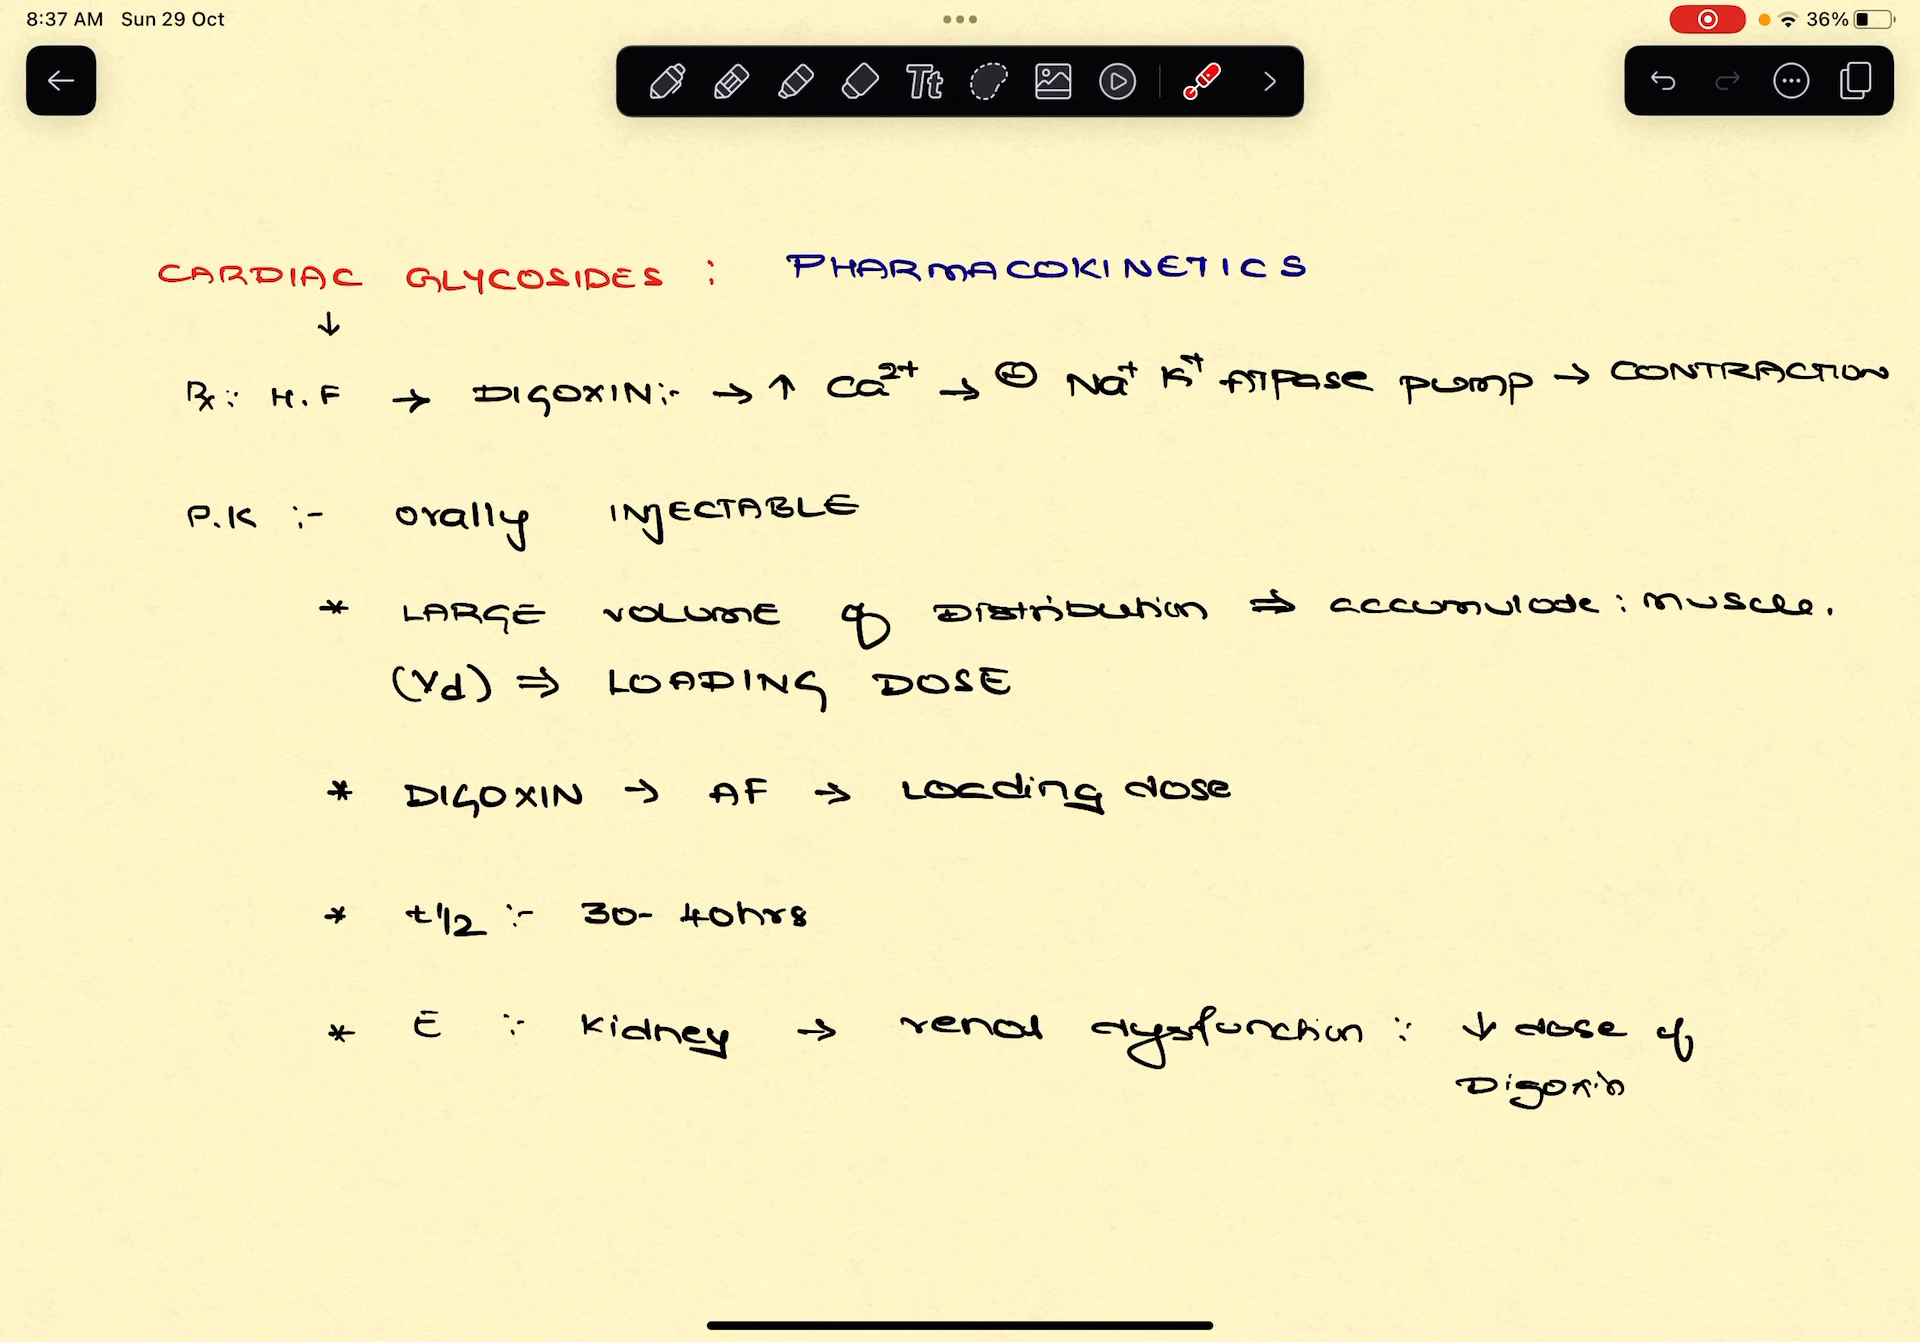 8:37 AM Sun 29 Oct
36%
Tt
CARDIAC GLYCOSIDES : PHARMACOKINETICS
↓
Rx: H.F → DIGOXIN:- → ↑ Ca2+ → ⊖ Na+ K+ ATPase pump → CONTRACTION
P.K :- orally INJECTABLE
* LARGE VOLUME of Distribution ⇒ accumulate : muscle.
(Vd) ⇒ LOADING DOSE
* DIGOXIN → AF → Loading dose
* t1/2 :- 30- 40hrs
* E :- Kidney → renal dysfunction : ↓ dose of
Digoxin